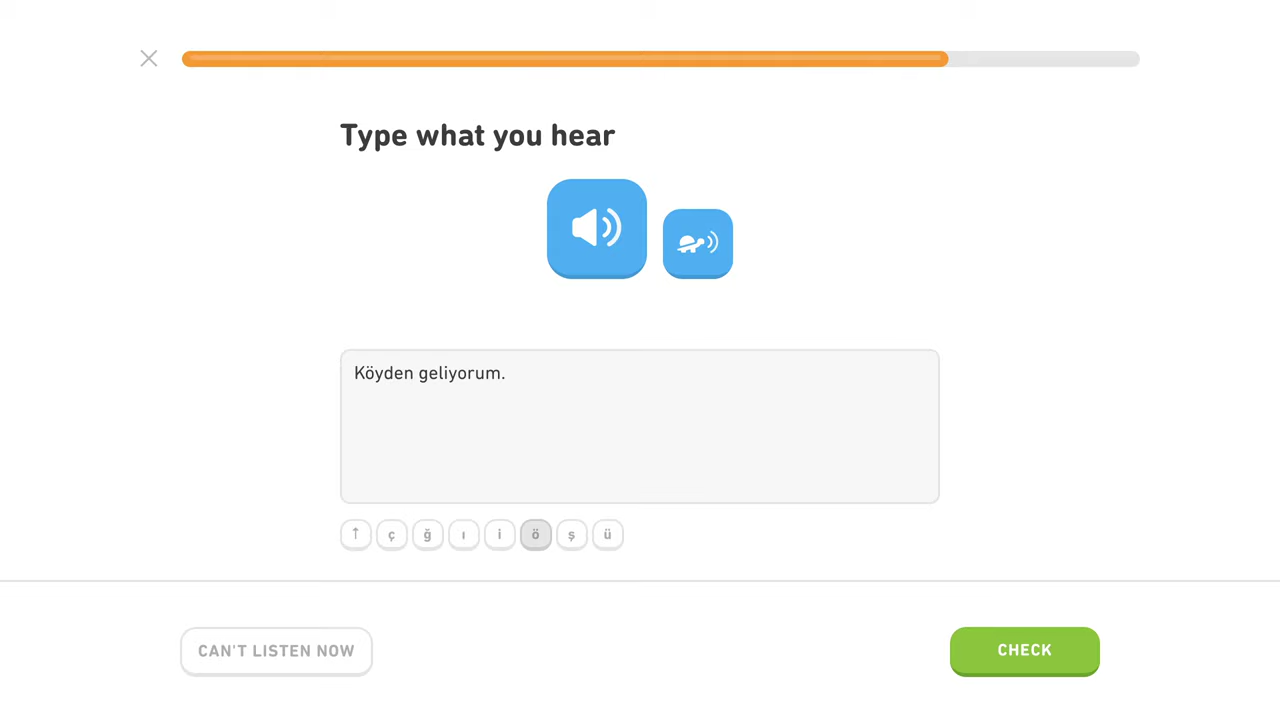 Type what you hear
Köyden geliyorum.
↑ ç ğ ı i ö ş ü
CAN'T LISTEN NOW
CHECK